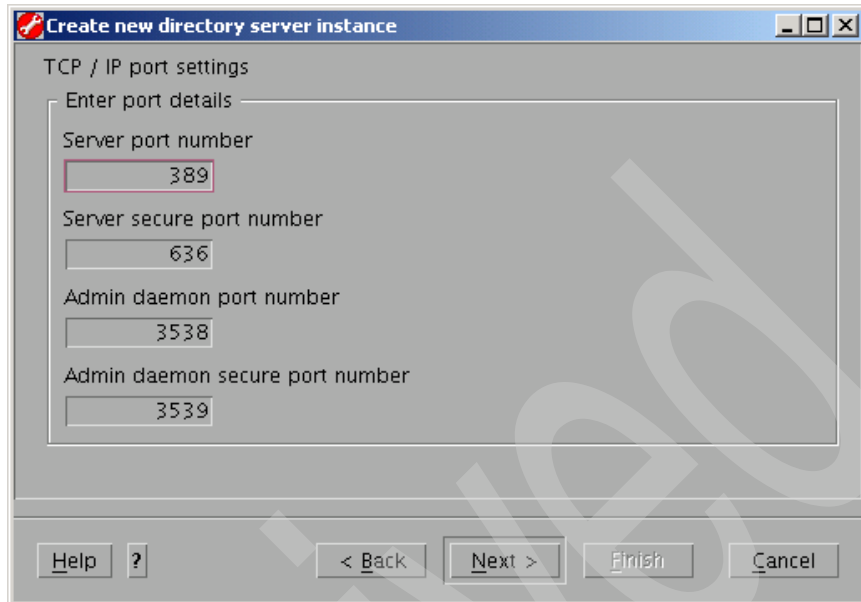 Create new directory server instance
TCP / IP port settings
Enter port details
Server port number
389
Server secure port number
636
Admin daemon port number
3538
Admin daemon secure port number
3539
Help ? < Back Next > Finish Cancel